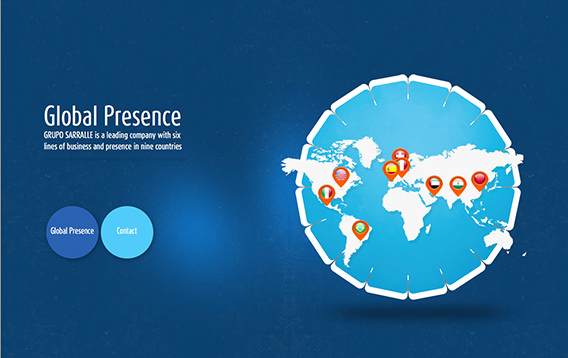 Global Presence
GRUPO SARRALLE is a leading company with six
lines of business and presence in nine countries
Global Presence
Contact